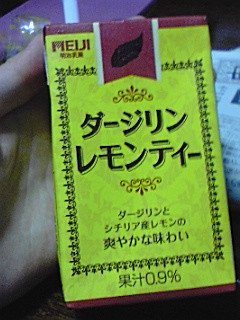 MEIJI
明治乳業
ダージリン
レモンティー
ダージリンと
シチリア産レモンの
爽やかな味わい
果汁0.9%